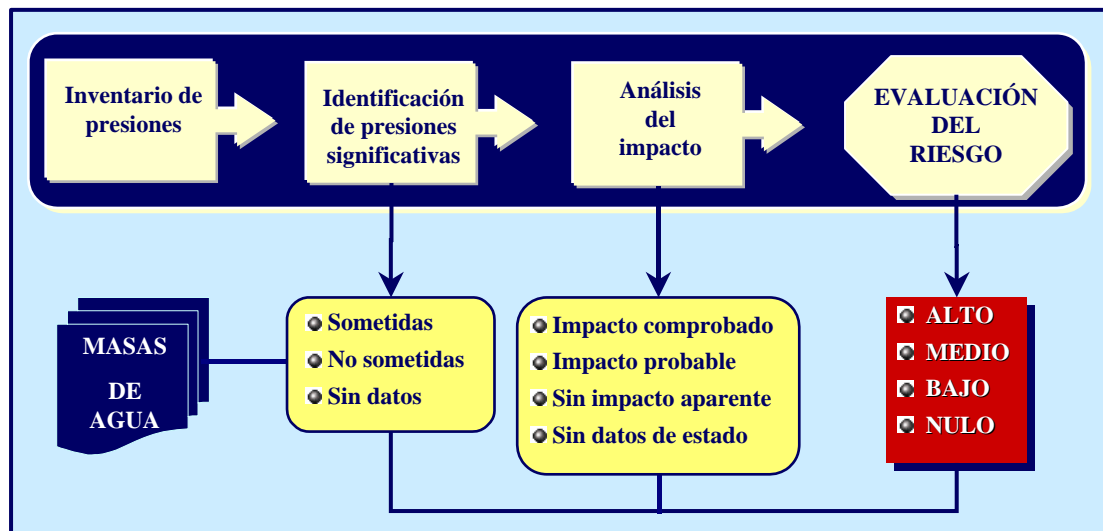 Inventario de
presiones
Identificación
de presiones
significativas
Análisis
del
impacto
EVALUACIÓN
DEL
RIESGO
MASAS
DE
AGUA
Sometidas
No sometidas
Sin datos
Impacto comprobado
Impacto probable
Sin impacto aparente
Sin datos de estado
ALTO
MEDIO
BAJO
NULO